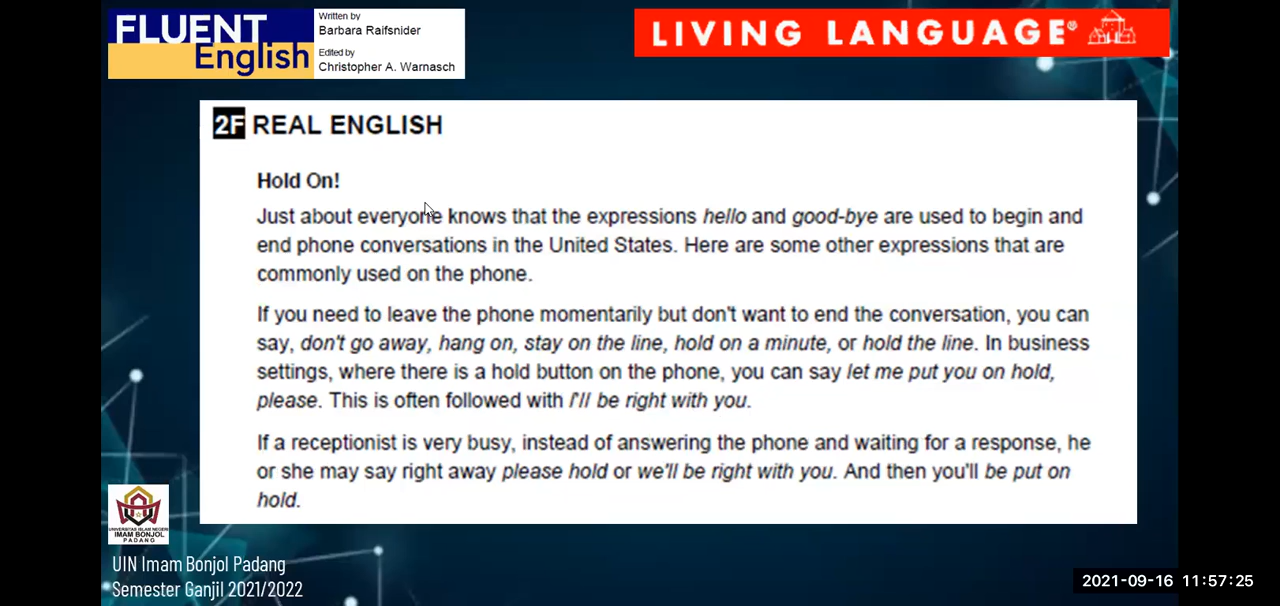 FLUENT
English
Written by
Barbara Raifsnider
Edited by
Christopher A. Warnasch
LIVING LANGUAGE®
2F REAL ENGLISH
Hold On!
Just about everyone knows that the expressions hello and good-bye are used to begin and
end phone conversations in the United States. Here are some other expressions that are
commonly used on the phone.
If you need to leave the phone momentarily but don't want to end the conversation, you can
say, don't go away, hang on, stay on the line, hold on a minute, or hold the line. In business
settings, where there is a hold button on the phone, you can say let me put you on hold,
please. This is often followed with I'll be right with you.
If a receptionist is very busy, instead of answering the phone and waiting for a response, he
or she may say right away please hold or we'll be right with you. And then you'll be put on
hold.
UNIVERSITAS ISLAM NEGERI
IMAM BONJOL
PADANG
UIN Imam Bonjol Padang
Semester Ganjil 2021/2022
2021-09-16 11:57:25